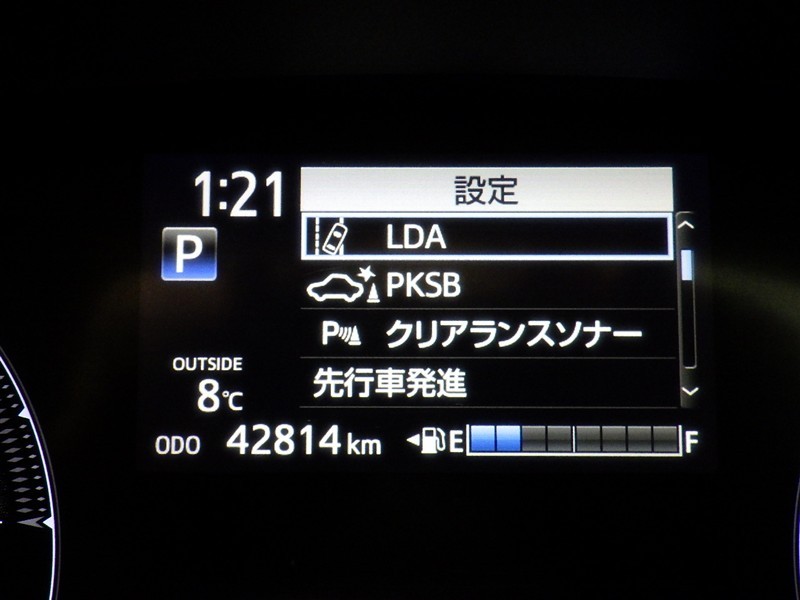 1:21
設定
LDA
P
PKSB
P クリアランスソナー
先行車発進
OUTSIDE
8℃
ODO 42814 km
E F